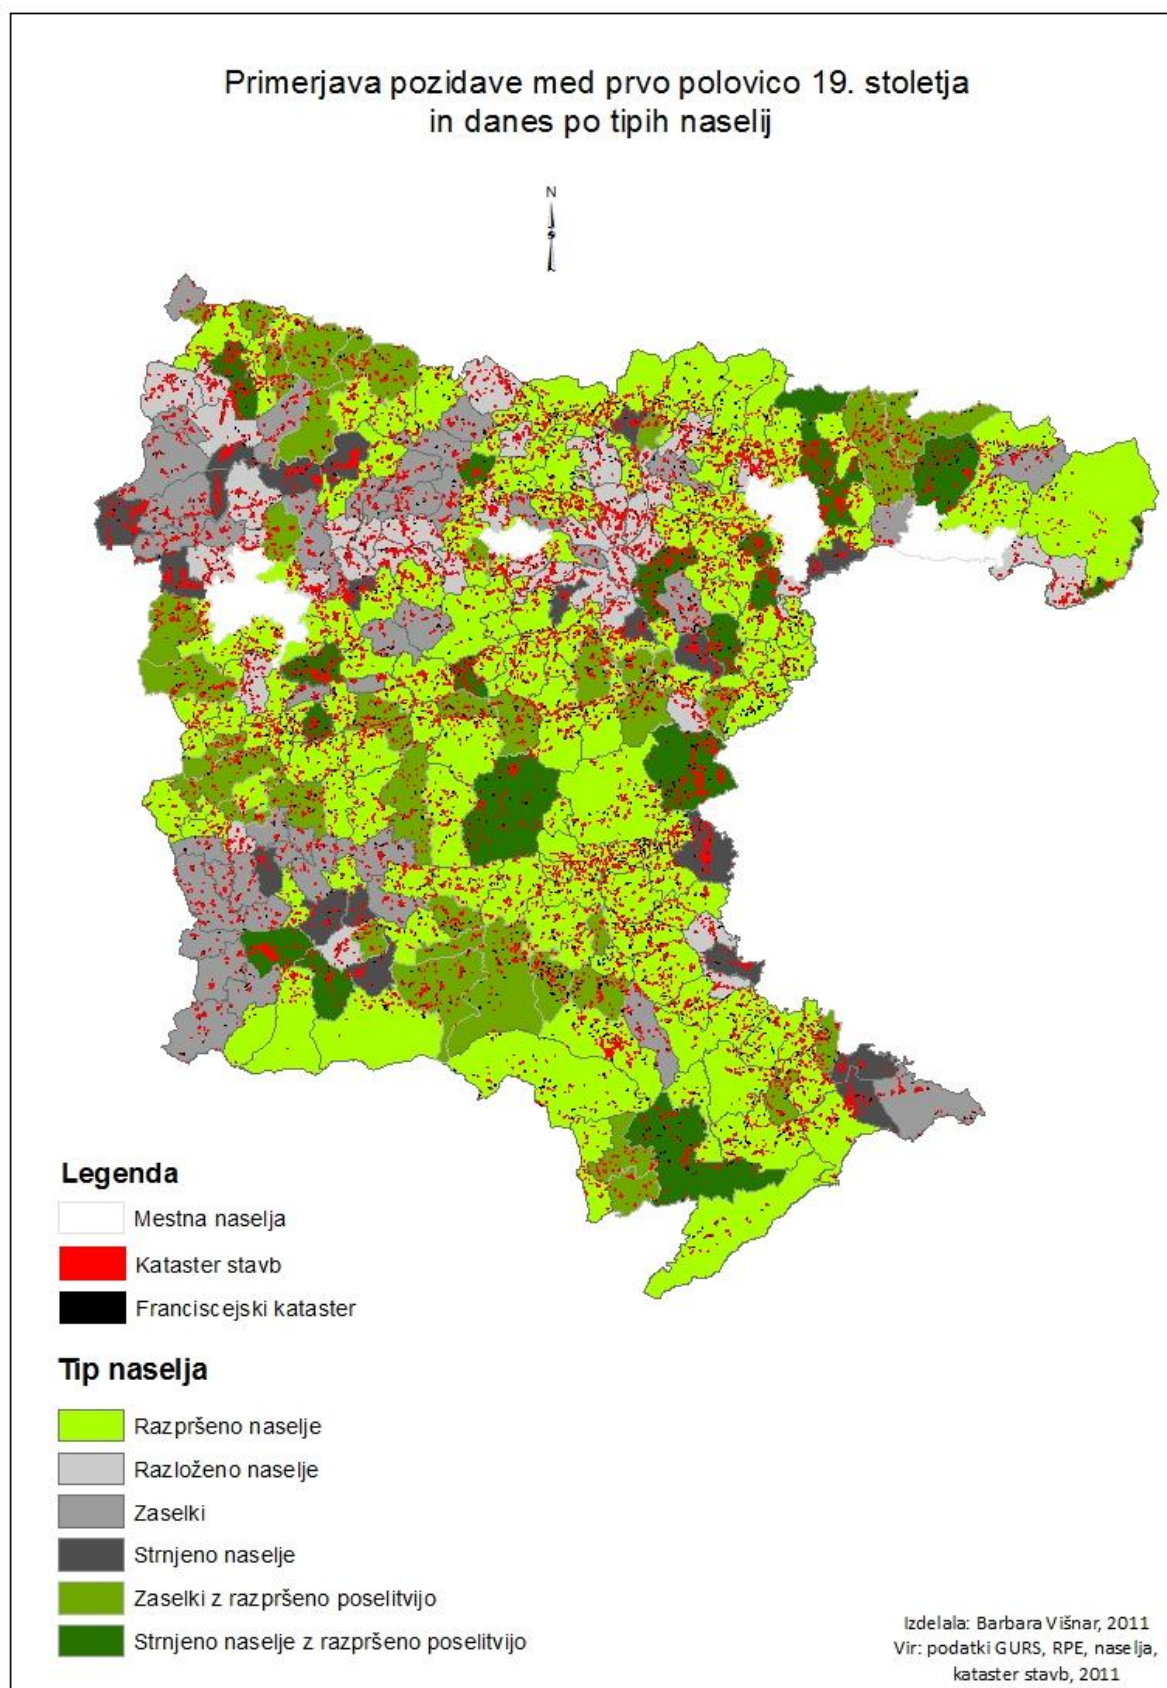 Primerjava pozidave med prvo polovico 19. stoletja
in danes po tipih naselij
N
Legenda
Mestna naselja
Kataster stavb
Franciscejski kataster
Tip naselja
Razpršeno naselje
Razloženo naselje
Zaselki
Strnjeno naselje
Zaselki z razpršeno poselitvijo
Strnjeno naselje z razpršeno poselitvijo
Izdelala: Barbara Višnar, 2011
Vir: podatki GURS, RPE, naselja,
kataster stavb, 2011